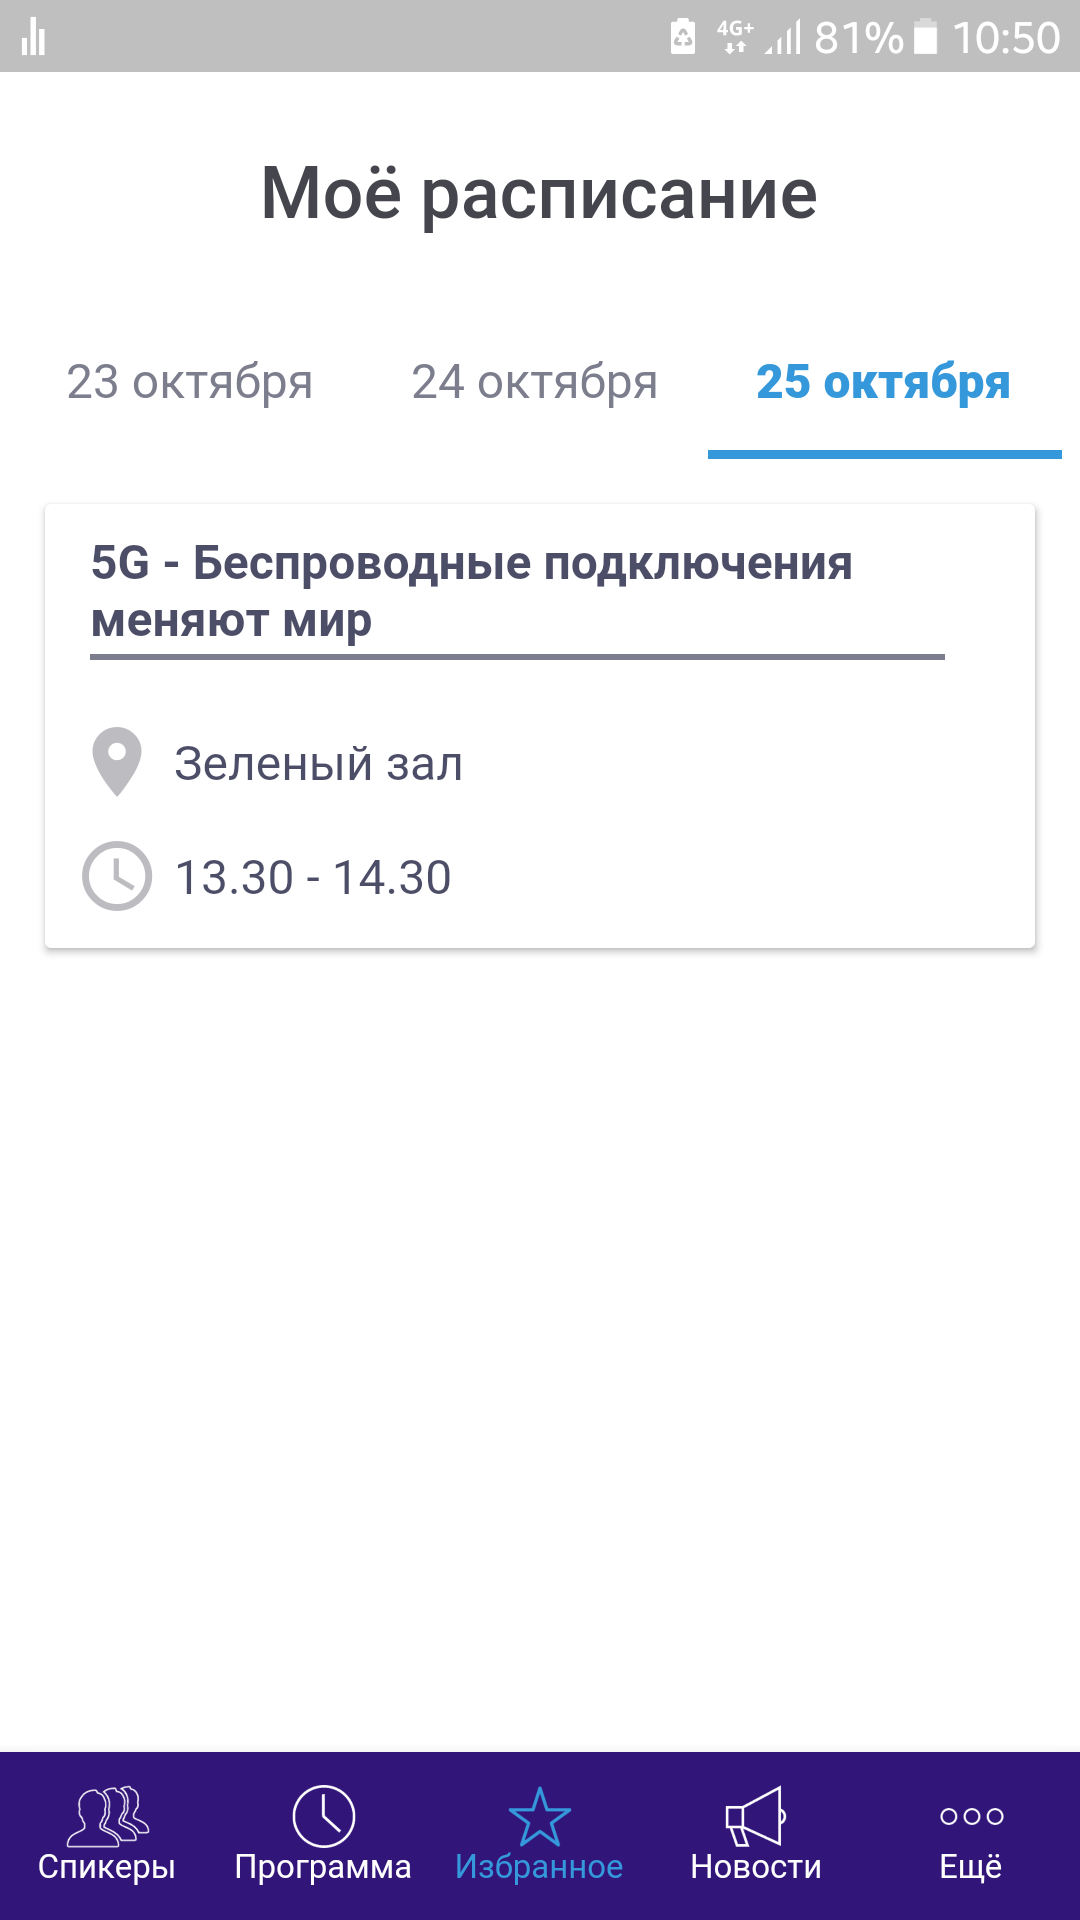 4G+ 81% 10:50
Моё расписание
23 октября 24 октября 25 октября
5G - Беспроводные подключения
меняют мир
Зеленый зал
13.30 - 14.30
Спикеры Программа Избранное Новости Ещё